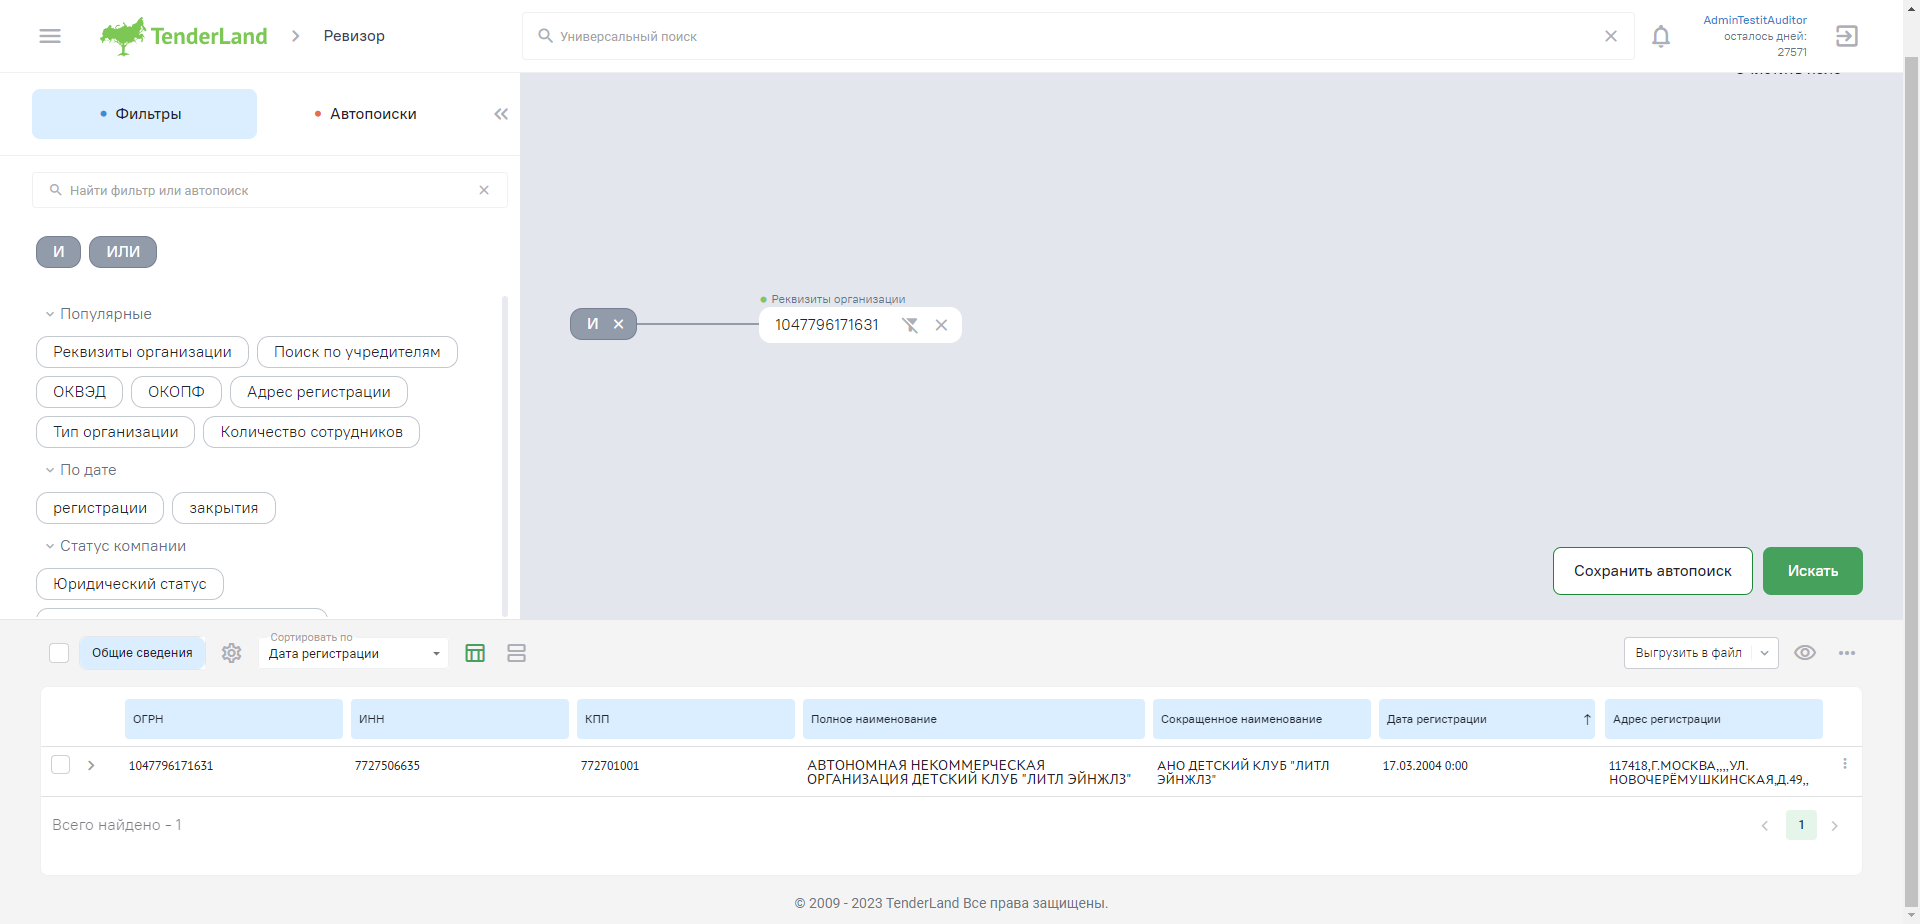 TenderLand
Ревизор
Универсальный поиск
AdminTestitAuditor
осталось дней:
27571
Фильтры
Автопоиски
Найти фильтр или автопоиск
И
ИЛИ
Популярные
Реквизиты организации
Поиск по учредителям
ОКВЭД
ОКОПФ
Адрес регистрации
Тип организации
Количество сотрудников
По дате
регистрации
закрытия
Статус компании
Юридический статус
И
Реквизиты организации
1047796171631
Сохранить автопоиск
Искать
Общие сведения
Сортировать по
Дата регистрации
Выгрузить в файл
ОГРН
ИНН
КПП
Полное наименование
Сокращенное наименование
Дата регистрации
Адрес регистрации
1047796171631
7727506635
772701001
АВТОНОМНАЯ НЕКОММЕРЧЕСКАЯ
ОРГАНИЗАЦИЯ ДЕТСКИЙ КЛУБ "ЛИТЛ ЭЙНЖЛЗ"
АНО ДЕТСКИЙ КЛУБ "ЛИТЛ
ЭЙНЖЛЗ"
17.03.2004 0:00
117418,Г.МОСКВА,,,,УЛ.
НОВОЧЕРЁМУШКИНСКАЯ,Д.49,,
Всего найдено - 1
1
© 2009 - 2023 TenderLand Все права защищены.